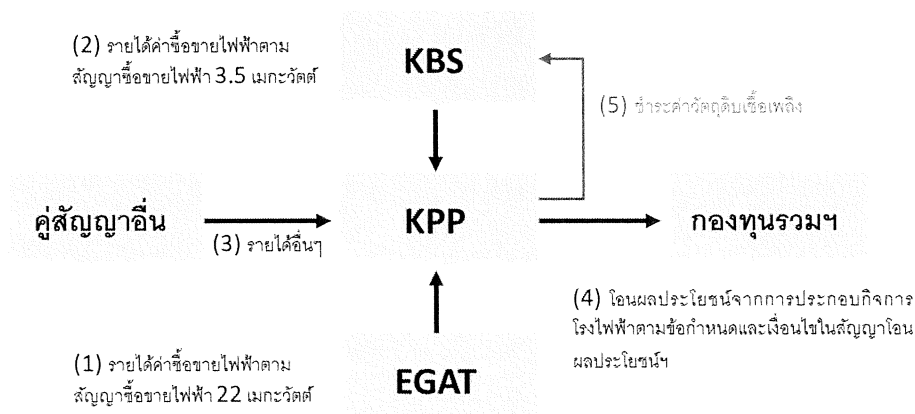 (2) รายได้ค่าซื้อขายไฟฟ้าตาม
สัญญาซื้อขายไฟฟ้า 3.5 เมกะวัตต์
KBS
(5) ชำระค่าวัตถุดิบเชื้อเพลิง
คู่สัญญาอื่น
(3) รายได้อื่นๆ
KPP
กองทุนรวมฯ
(4) โอนผลประโยชน์จากการประกอบกิจการ
โรงไฟฟ้าตามข้อกำหนดและเงื่อนไขในสัญญาโอน
ผลประโยชน์ฯ
(1) รายได้ค่าซื้อขายไฟฟ้าตาม
สัญญาซื้อขายไฟฟ้า 22 เมกะวัตต์
EGAT